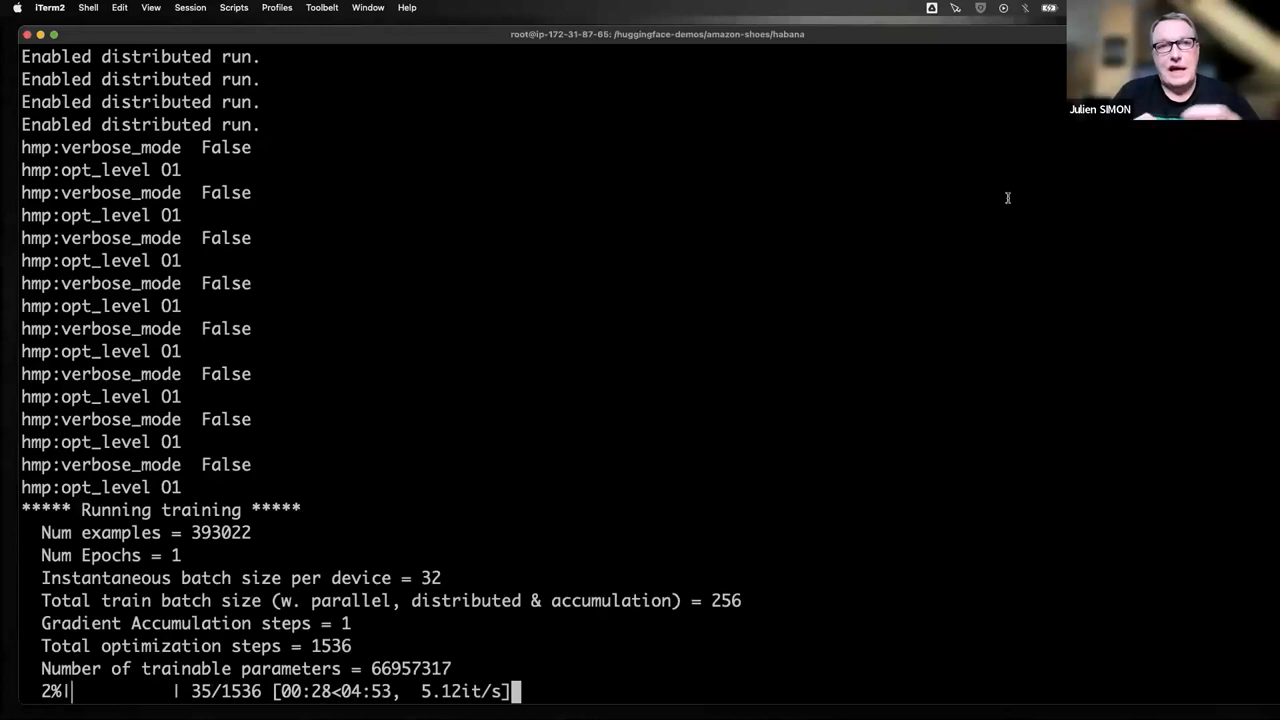 iTerm2 Shell Edit View Session Scripts Profiles Toolbelt Window Help
root@ip-172-31-87-65: /huggingface-demos/amazon-shoes/habana
Julien SIMON
Enabled distributed run.
Enabled distributed run.
Enabled distributed run.
Enabled distributed run.
hmp:verbose_mode  False
hmp:opt_level O1
hmp:verbose_mode  False
hmp:opt_level O1
hmp:verbose_mode  False
hmp:opt_level O1
hmp:verbose_mode  False
hmp:opt_level O1
hmp:verbose_mode  False
hmp:opt_level O1
hmp:verbose_mode  False
hmp:opt_level O1
hmp:verbose_mode  False
hmp:opt_level O1
hmp:verbose_mode  False
hmp:opt_level O1
***** Running training *****
Num examples = 393022
Num Epochs = 1
Instantaneous batch size per device = 32
Total train batch size (w. parallel, distributed & accumulation) = 256
Gradient Accumulation steps = 1
Total optimization steps = 1536
Number of trainable parameters = 66957317
2%| | 35/1536 [00:28<04:53,  5.12it/s]